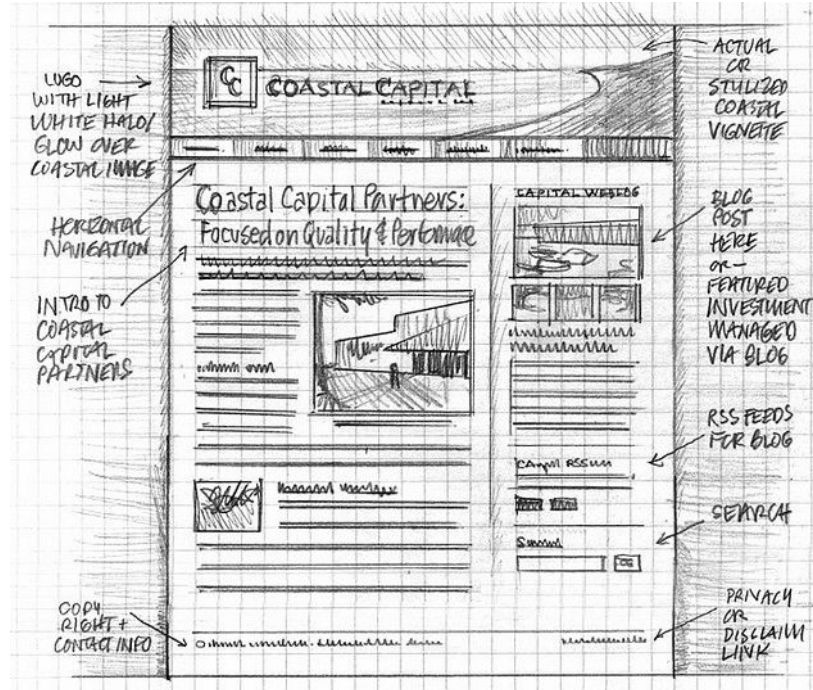 LOGO
WITH LIGHT
WHITE HALO/
GLOW OVER
COASTAL IMAGE
HORIZONTAL
NAVIGATION
INTRO TO
COASTAL
CAPITAL
PARTNERS
COPY
RIGHT +
CONTACT INFO
CC
COASTAL CAPITAL
Coastal Capital Partners:
Focused on Quality & Performace
CAPITAL WEBLOG
RSS
ACTUAL
OR
STYLIZED
COASTAL
VIGNETTE
BLOG
POST
HERE
OR—
FEATURED
INVESTMENT
MANAGED
VIA BLOG
RSS FEEDS
FOR BLOG
SEARCH
PRIVACY
OR
DISCLAIM
LINK